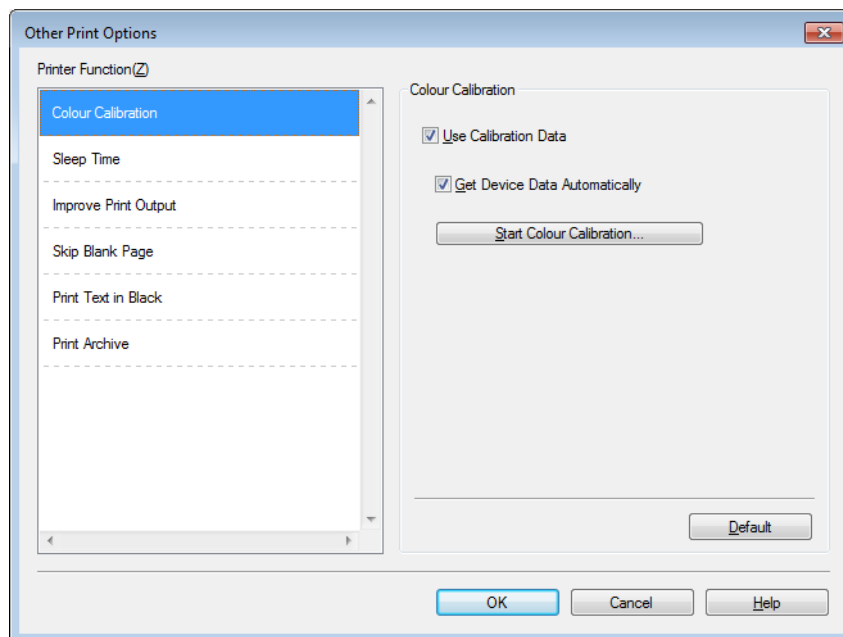 Other Print Options
Printer Function(Z)
Colour Calibration
Sleep Time
Improve Print Output
Skip Blank Page
Print Text in Black
Print Archive
Colour Calibration
Use Calibration Data
Get Device Data Automatically
Start Colour Calibration...
Default
OK
Cancel
Help